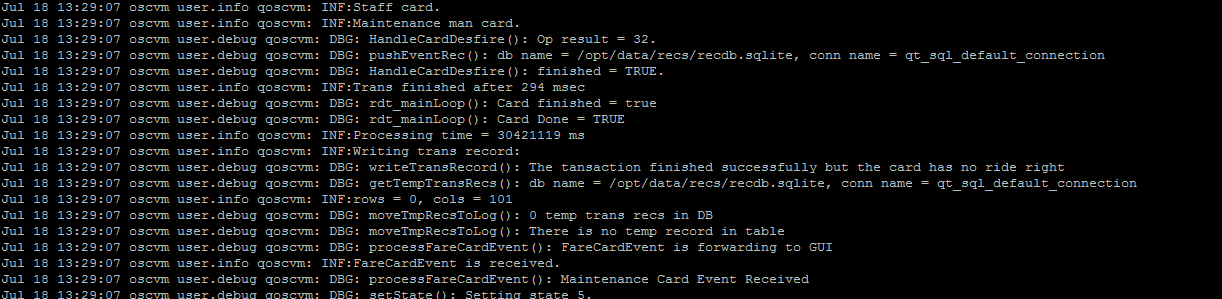 Jul 18 13:29:07 oscvm user.info qoscvm: INF:Staff card.
Jul 18 13:29:07 oscvm user.info qoscvm: INF:Maintenance man card.
Jul 18 13:29:07 oscvm user.debug qoscvm: DBG: HandleCardDesfire(): Op result = 32.
Jul 18 13:29:07 oscvm user.debug qoscvm: DBG: pushEventRec(): db name = /opt/data/recs/recdb.sqlite, conn name = qt_sql_default_connection
Jul 18 13:29:07 oscvm user.debug qoscvm: DBG: HandleCardDesfire(): finished = TRUE.
Jul 18 13:29:07 oscvm user.info qoscvm: INF:Trans finished after 294 msec
Jul 18 13:29:07 oscvm user.debug qoscvm: DBG: rdt_mainLoop(): Card finished = true
Jul 18 13:29:07 oscvm user.debug qoscvm: DBG: rdt_mainLoop(): Card Done = TRUE
Jul 18 13:29:07 oscvm user.info qoscvm: INF:Processing time = 30421119 ms
Jul 18 13:29:07 oscvm user.info qoscvm: INF:Writing trans record:
Jul 18 13:29:07 oscvm user.debug qoscvm: DBG: writeTransRecord(): The tansaction finished successfully but the card has no ride right
Jul 18 13:29:07 oscvm user.debug qoscvm: DBG: getTempTransRecs(): db name = /opt/data/recs/recdb.sqlite, conn name = qt_sql_default_connection
Jul 18 13:29:07 oscvm user.info qoscvm: INF:rows = 0, cols = 101
Jul 18 13:29:07 oscvm user.debug qoscvm: DBG: moveTmpRecsToLog(): 0 temp trans recs in DB
Jul 18 13:29:07 oscvm user.debug qoscvm: DBG: moveTmpRecsToLog(): There is no temp record in table
Jul 18 13:29:07 oscvm user.debug qoscvm: DBG: processFareCardEvent(): FareCardEvent is forwarding to GUI
Jul 18 13:29:07 oscvm user.info qoscvm: INF:FareCardEvent is received.
Jul 18 13:29:07 oscvm user.debug qoscvm: DBG: processFareCardEvent(): Maintenance Card Event Received
Jul 18 13:29:07 oscvm user.debug qoscvm: DBG: setState(): Setting state 5.